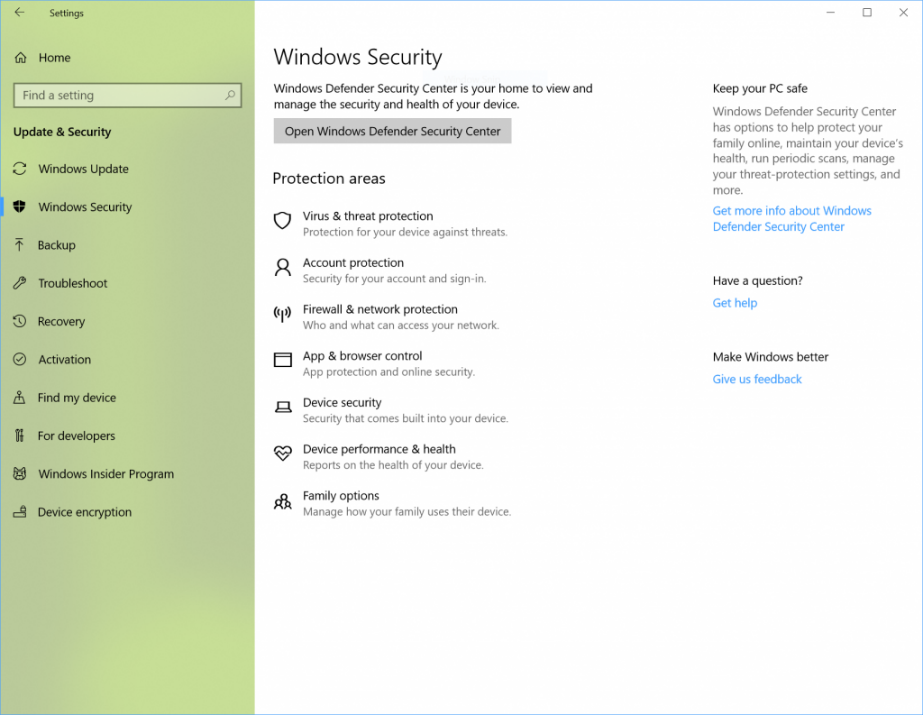 Settings
Home
Find a setting
Update & Security
Windows Update
Windows Security
Backup
Troubleshoot
Recovery
Activation
Find my device
For developers
Windows Insider Program
Device encryption
Windows Security
Windows Defender Security Center is your home to view and
manage the security and health of your device.
Open Windows Defender Security Center
Protection areas
Virus & threat protection
Protection for your device against threats.
Account protection
Security for your account and sign-in.
Firewall & network protection
Who and what can access your network.
App & browser control
App protection and online security.
Device security
Security that comes built into your device.
Device performance & health
Reports on the health of your device.
Family options
Manage how your family uses their device.
Keep your PC safe
Windows Defender Security Center
has options to help protect your
family online, maintain your device's
health, run periodic scans, manage
your threat-protection settings, and
more.
Get more info about Windows
Defender Security Center
Have a question?
Get help
Make Windows better
Give us feedback